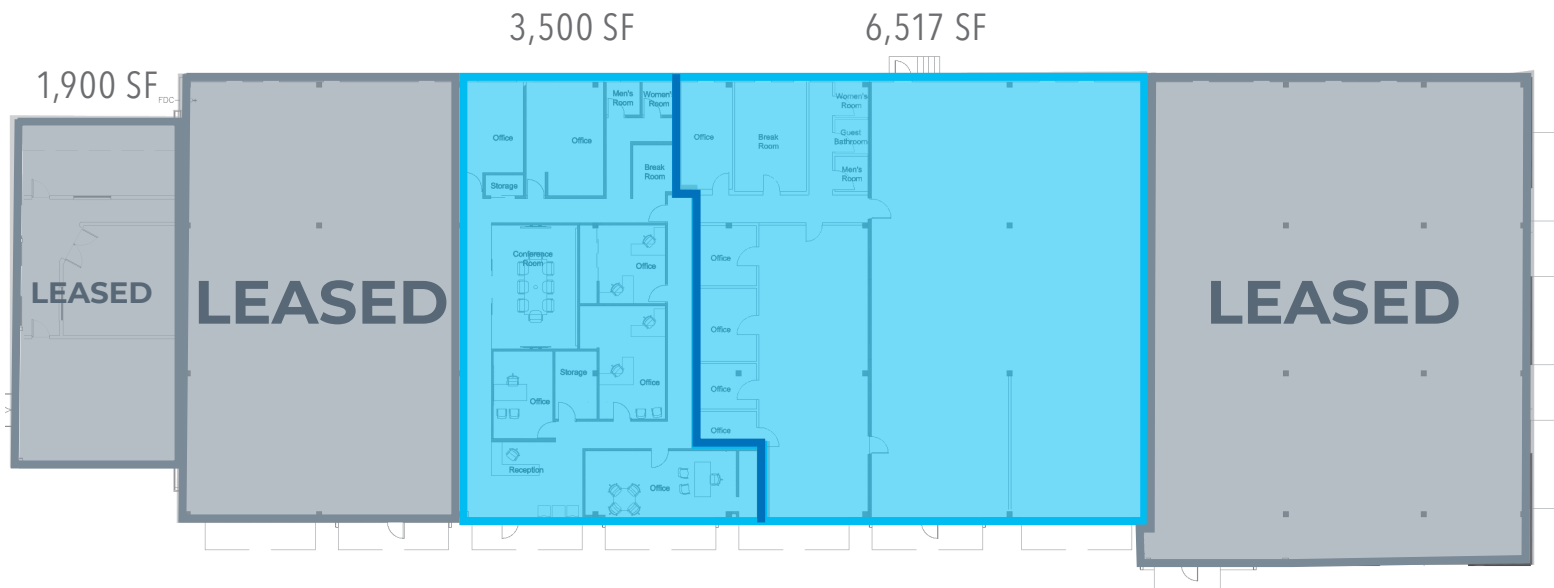 3,500 SF
6,517 SF
1,900 SF
FDC
Men's
Room
Women's
Room
Office
Office
Storage
Break
Room
Office
Break
Room
Women's
Room
Guest
Bathroom
Men's
Room
Conference
Room
Office
Office
Office
LEASED
LEASED
LEASED
Storage
Office
Office
Office
Office
Office
Reception
Office